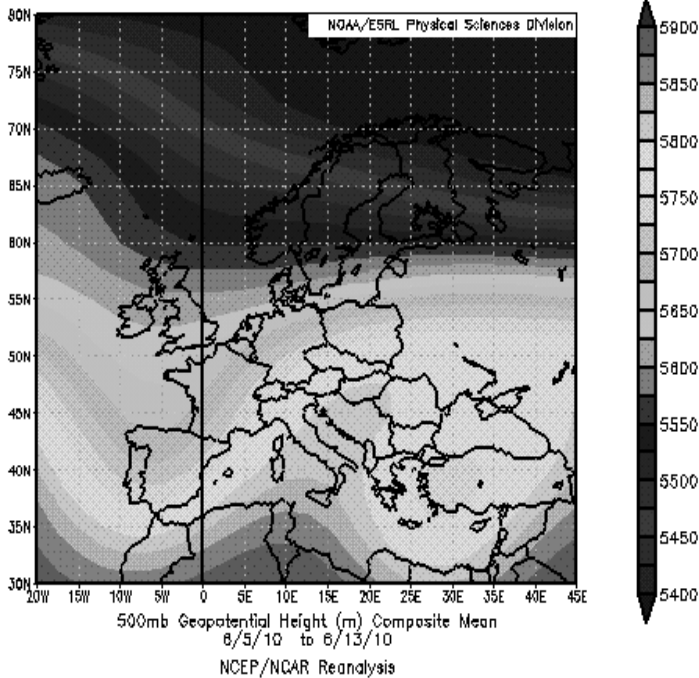 80N
NOAA/ESRL Physical Sciences Division
75N
70N
65N
60N
55N
50N
45N
40N
35N
30N
20W 15W 10W 5W 0 5E 10E 15E 20E 25E 30E 35E 40E 45E
500mb Geopotential Height (m) Composite Mean
6/5/10 to 6/13/10
NCEP/NCAR Reanalysis
5900
5850
5800
5750
5700
5650
5600
5550
5500
5450
5400